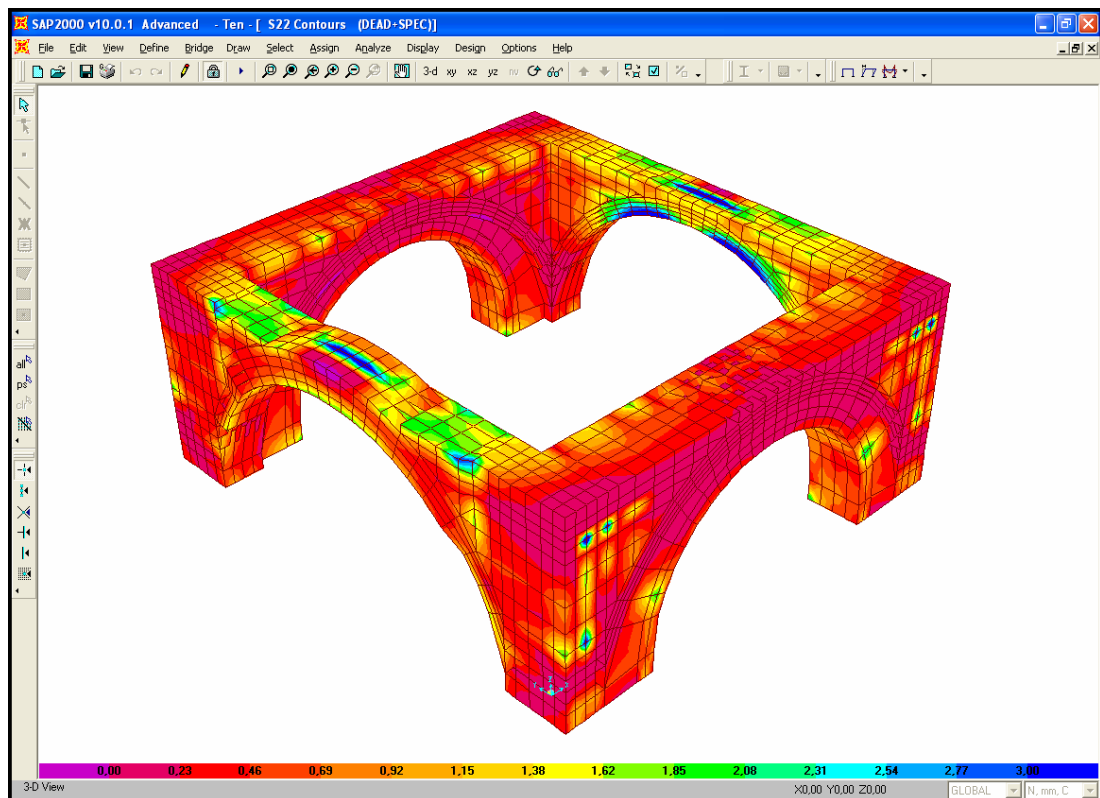 SAP2000 v10.0.1 Advanced - Ten - [ S22 Contours (DEAD+SPEC)]
File Edit View Define Bridge Draw Select Assign Analyze Display Design Options Help
3-d xy xz yz nv
all
ps
clr
0,00 0,23 0,46 0,69 0,92 1,15 1,38 1,62 1,85 2,08 2,31 2,54 2,77 3,00
3-D View X0,00 Y0,00 Z0,00 GLOBAL N, mm, C